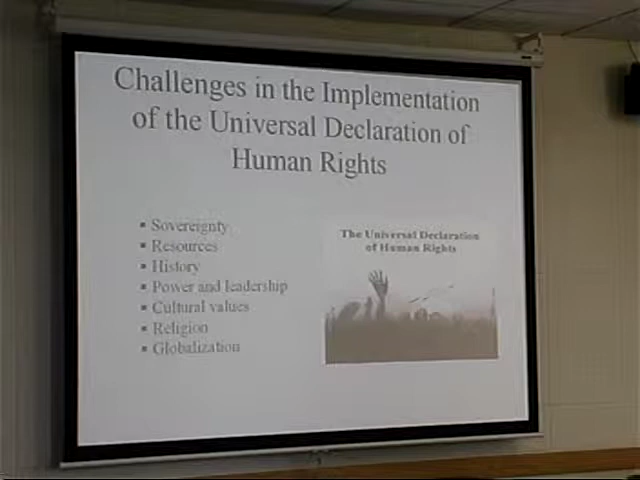 Challenges in the Implementation
of the Universal Declaration of
Human Rights
▪ Sovereignty
▪ Resources
▪ History
▪ Power and leadership
▪ Cultural values
▪ Religion
▪ Globalization
The Universal Declaration
of Human Rights